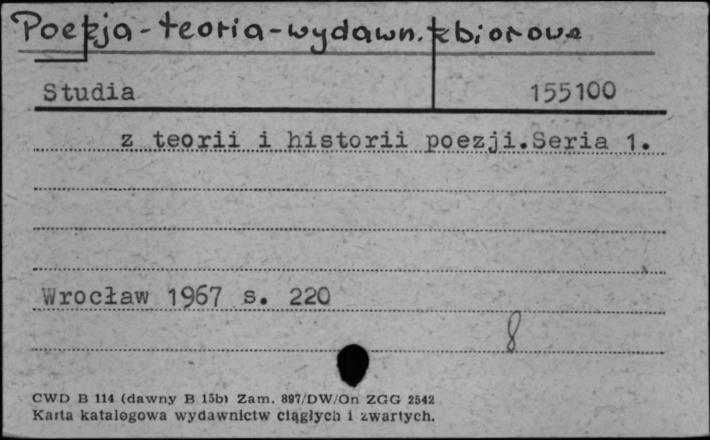 Poezja - teoria - wydawn. zbiorowe
Studia 155100
z teorii i historii poezji. Seria 1.
Wrocław 1967 s. 220
8
CWD B 114 (dawny B 15b) Zam. 897/DW/On ZGG 2542
Karta katalogowa wydawnictw ciągłych i zwartych.